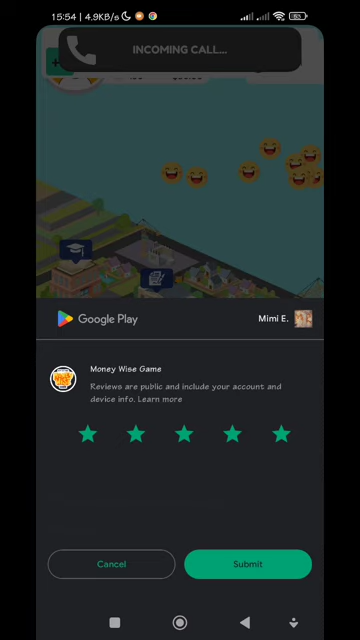 15:54 | 4.9KB/s
INCOMING CALL...
Google Play
Mimi E.
Money Wise Game
Reviews are public and include your account and
device info. Learn more
Cancel
Submit